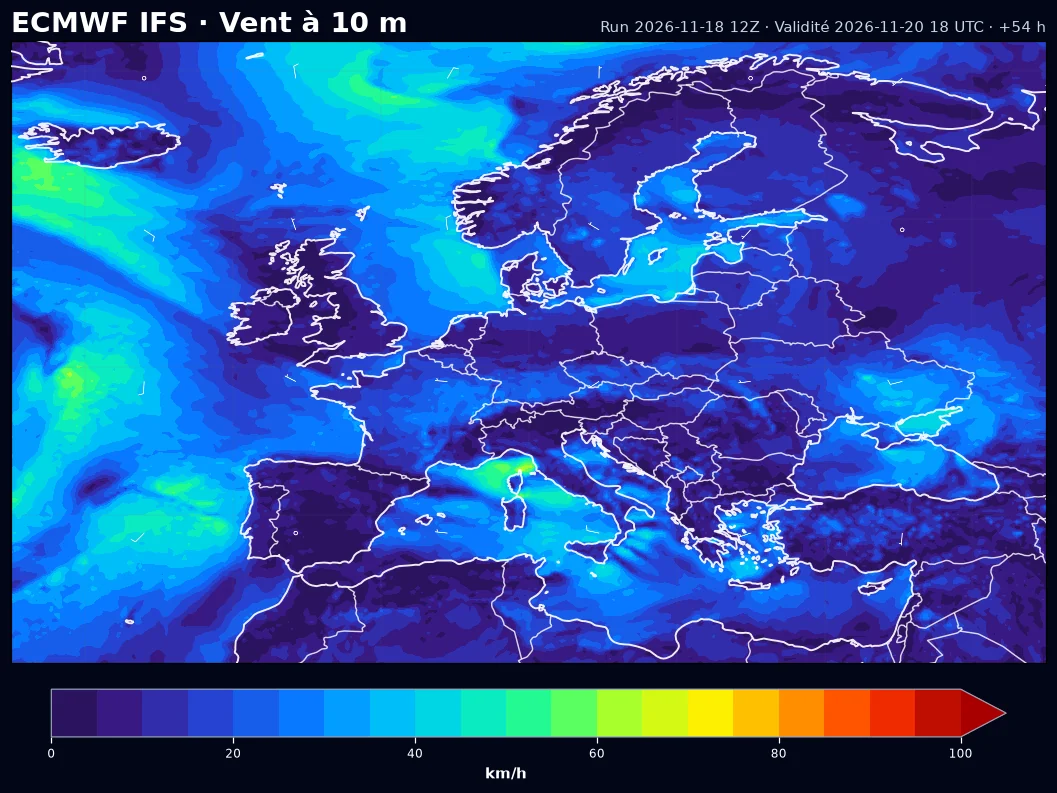 ECMWF IFS · Vent à 10 m
Run 2026-11-18 12Z · Validité 2026-11-20 18 UTC · +54 h
0 20 40 60 80 100
km/h